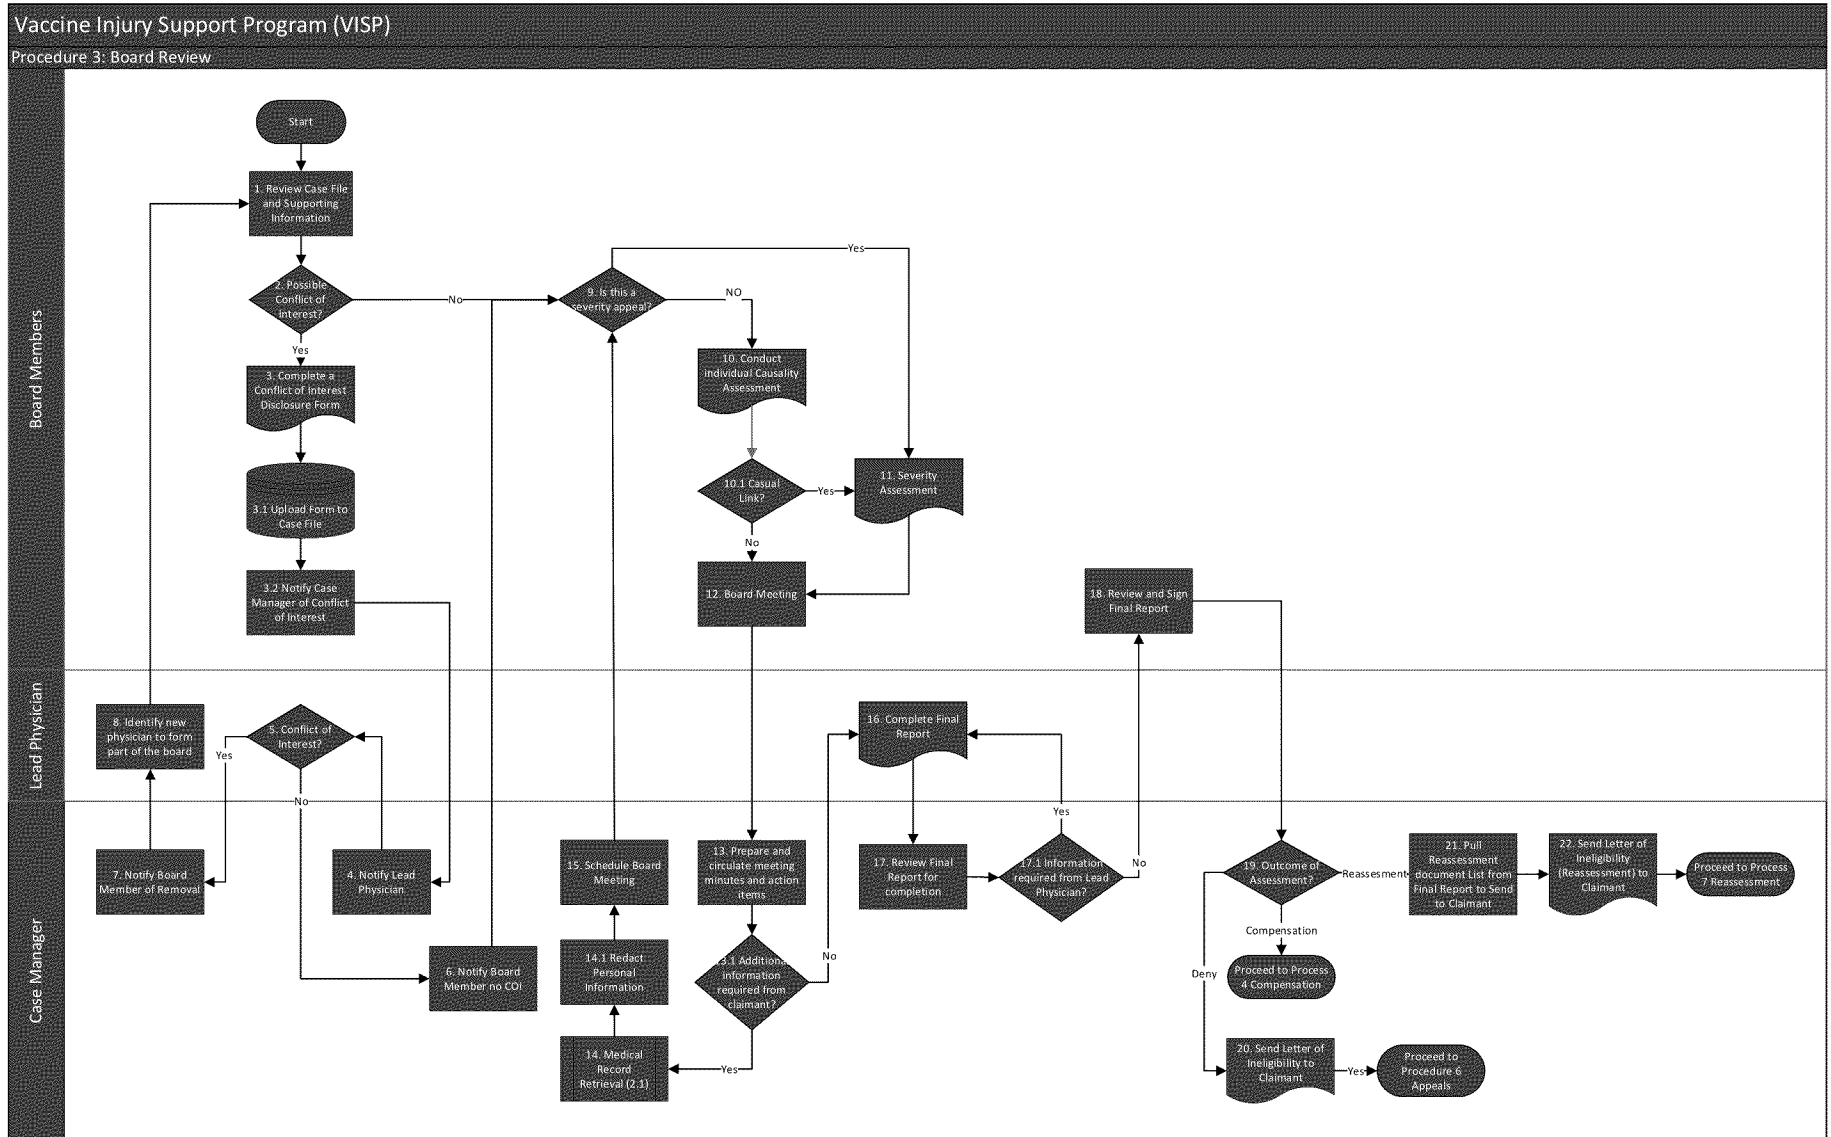 Vaccine Injury Support Program (VISP)
Procedure 3: Board Review
Board Members
Start
1. Review Case File
and Supporting
Information
2. Possible
Conflict of
interest?
No
Yes
3. Complete a
Conflict of Interest
Disclosure Form
3.1 Upload Form to
Case File
3.2 Notify Case
Manager of Conflict
of Interest
9. Is this a
severity appeal?
Yes
NO
10. Conduct
individual Causality
Assessment
10.1 Casual
Link?
Yes
No
11. Severity
Assessment
12. Board Meeting
18. Review and Sign
Final Report
Lead Physician
8. Identify new
physician to form
part of the board
5. Conflict of
Interest?
Yes
No
16. Complete Final
Report
Case Manager
7. Notify Board
Member of Removal
4. Notify Lead
Physician
6. Notify Board
Member no COI
15. Schedule Board
Meeting
14.1 Redact
Personal
Information
14. Medical
Record
Retrieval (2.1)
13. Prepare and
circulate meeting
minutes and action
items
13.1 Additional
information
required from
claimant?
Yes
No
17. Review Final
Report for
completion
17.1 Information
required from Lead
Physician?
Yes
No
19. Outcome of
Assessment?
Reassesment
Compensation
Deny
21. Pull
Reassessment
document List from
Final Report to Send
to Claimant
22. Send Letter of
Ineligibility
(Reassessment) to
Claimant
Proceed to Process
7 Reassessment
Proceed to Process
4 Compensation
20. Send Letter of
Ineligibility to
Claimant
Yes
Proceed to
Procedure 6
Appeals